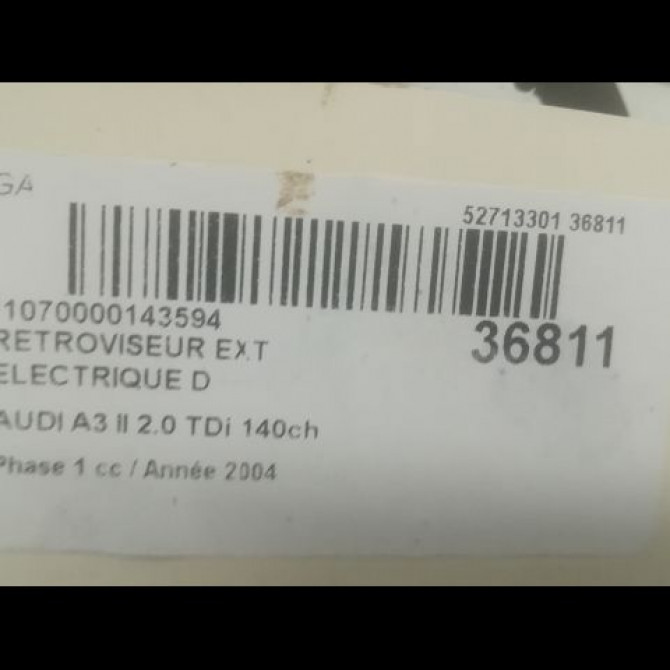 GA
52713301 36811
1070000143594
36811
RETROVISEUR EXT
ELECTRIQUE D
AUDI A3 II 2.0 TDi 140ch
Phase 1 cc / Année 2004